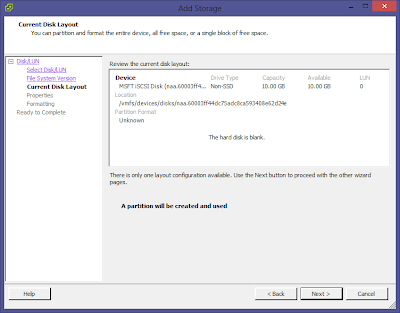 Add Storage
Current Disk Layout
You can partition and format the entire device, all free space, or a single block of free space.
Disk/LUN
Select Disk/LUN
File System Version
Current Disk Layout
Properties
Formatting
Ready to Complete
Review the current disk layout:
Device Drive Type Capacity Available LUN
MSFT iSCSI Disk (naa.60003ff4... Non-SSD 10.00 GB 10.00 GB 0
Location
/vmfs/devices/disks/naa.60003ff44dc75adc8ca593408e62d24e
Partition Format
Unknown
The hard disk is blank.
There is only one layout configuration available. Use the Next button to proceed with the other wizard
pages.
A partition will be created and used
Help
< Back
Next >
Cancel